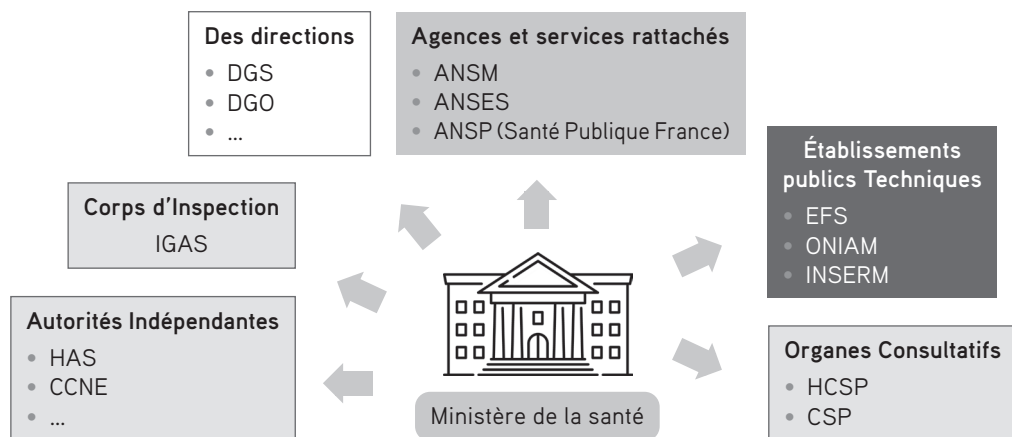 Des directions
• DGS
• DGO
• ...
Agences et services rattachés
• ANSM
• ANSES
• ANSP (Santé Publique France)
Établissements
publics Techniques
• EFS
• ONIAM
• INSERM
Corps d'Inspection
IGAS
Autorités Indépendantes
• HAS
• CCNE
• ...
Organes Consultatifs
• HCSP
• CSP
Ministère de la santé